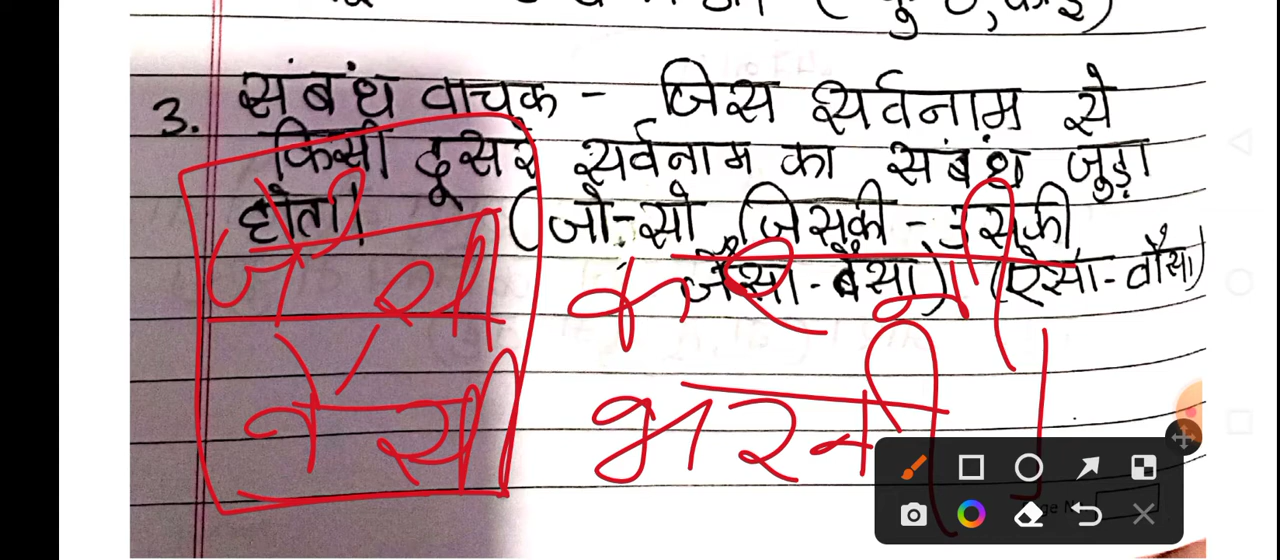 (कुछ, कोई)
3. संबंध वाचक - जिस सर्वनाम से
किसी दूसरे सर्वनाम का संबंध जुड़ा
होता। (जो-सो, जिसकी - उसकी,
जैसा - बैसा) (ऐसा - वैसा)
जैसी करनी
वैसी भरनी।